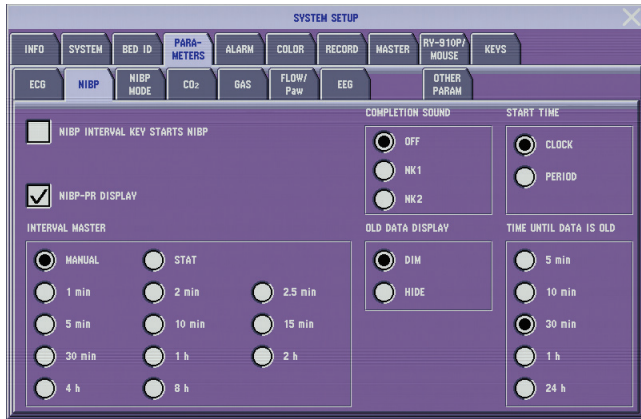 SYSTEM SETUP
INFO
SYSTEM
BED ID
PARA-
METERS
ALARM
COLOR
RECORD
MASTER
RY-910P/
MOUSE
KEYS
ECG
NIBP
NIBP
MODE
CO2
GAS
FLOW/
Paw
EEG
OTHER
PARAM
NIBP INTERVAL KEY STARTS NIBP
NIBP-PR DISPLAY
COMPLETION SOUND
OFF
NK1
NK2
START TIME
CLOCK
PERIOD
INTERVAL MASTER
MANUAL
STAT
1 min
2 min
2.5 min
5 min
10 min
15 min
30 min
1 h
2 h
4 h
8 h
OLD DATA DISPLAY
DIM
HIDE
TIME UNTIL DATA IS OLD
5 min
10 min
30 min
1 h
24 h